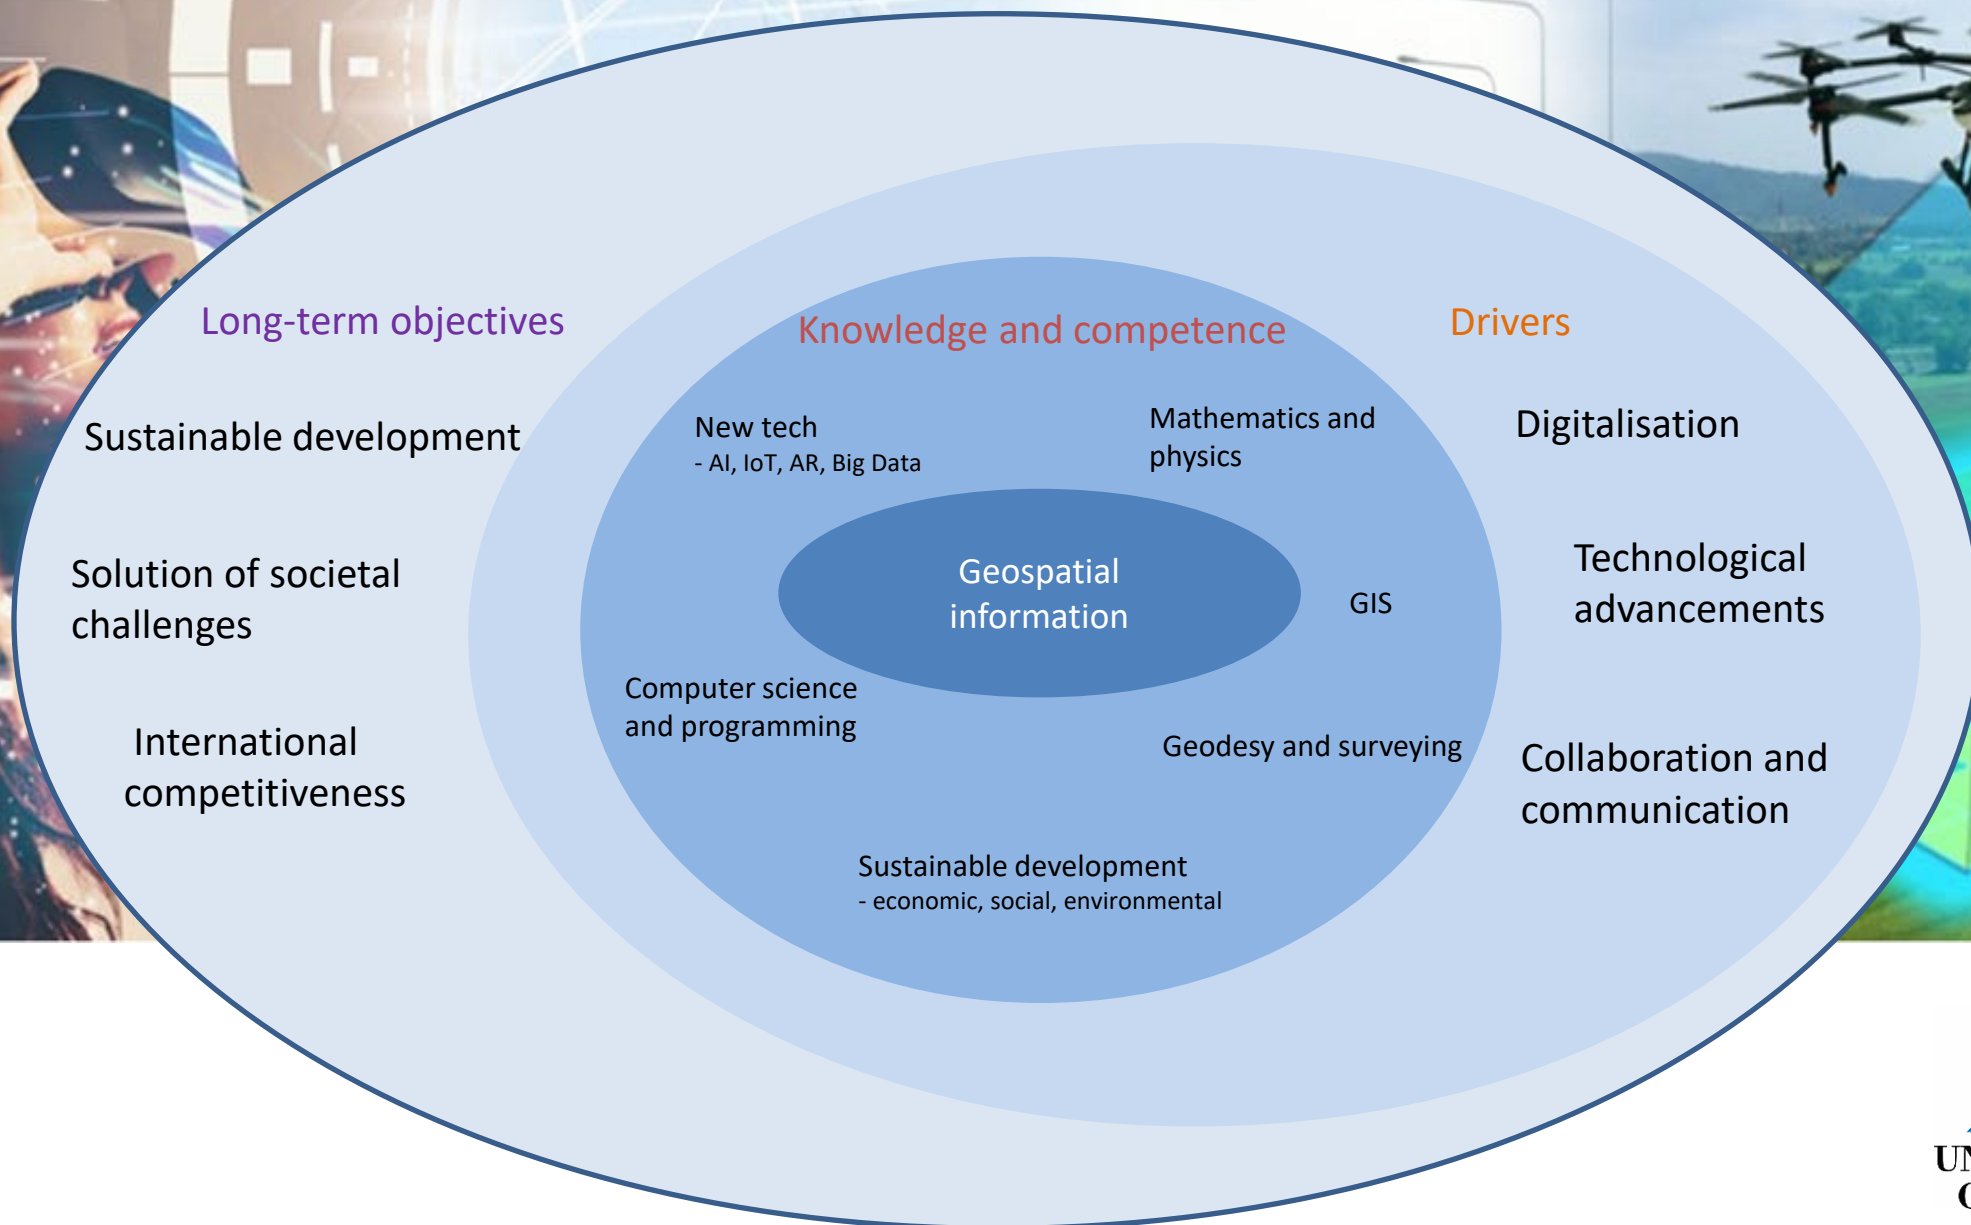 Long-term objectives
Sustainable development
Solution of societal
challenges
International
competitiveness
Knowledge and competence
New tech
- AI, IoT, AR, Big Data
Mathematics and
physics
Geospatial
information
GIS
Computer science
and programming
Geodesy and surveying
Sustainable development
- economic, social, environmental
Drivers
Digitalisation
Technological
advancements
Collaboration and
communication